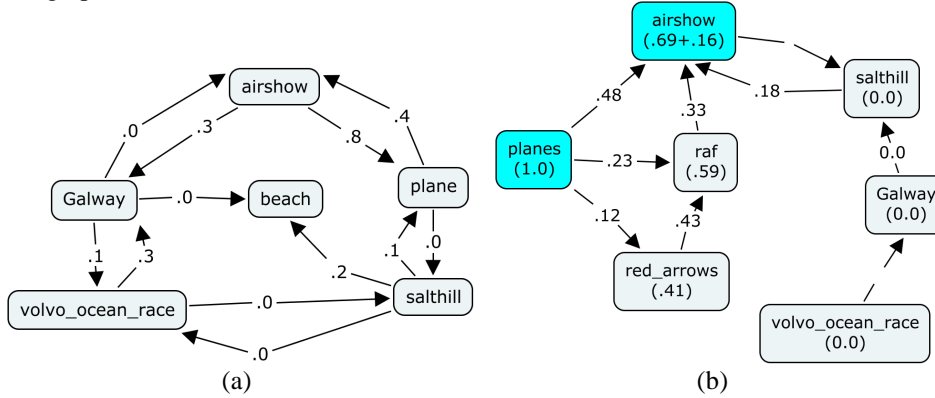 airshow
.0
.3
.8
.4
Galway
.0
beach
plane
.1
.3
.2
.1
.0
volvo_ocean_race
.0
salthill
.0
(a)
airshow
(.69+.16)
salthill
(0.0)
.48
.33
.18
planes
(1.0)
.23
raf
(.59)
0.0
Galway
(0.0)
.12
.43
red_arrows
(.41)
volvo_ocean_race
(0.0)
(b)